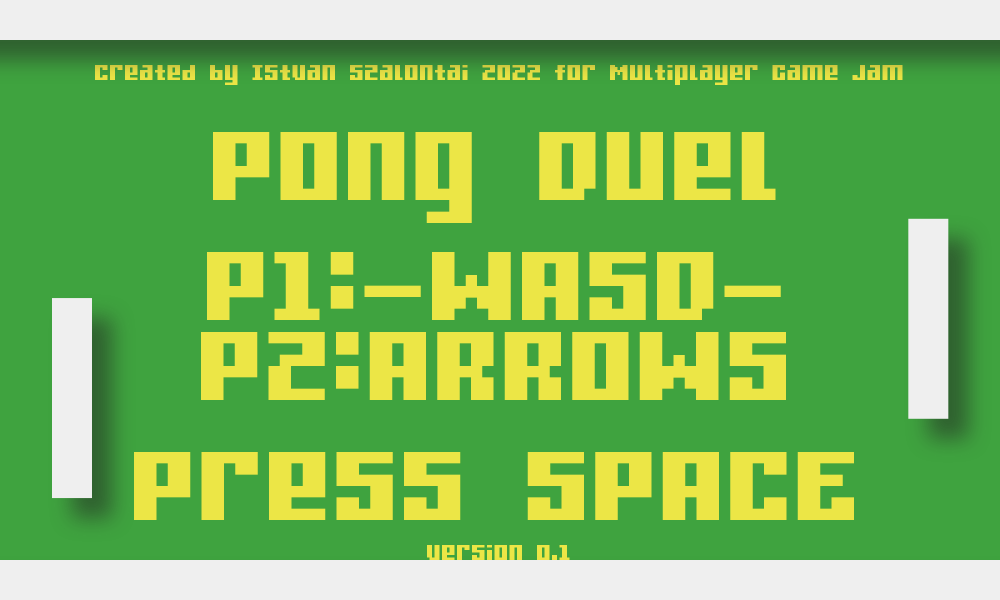 Created by Istvan Szalontai 2022 for Multiplayer Game Jam
Pong Duel
P1:-WASD-
P2:ARROWS
Press SPACE
version 0.1